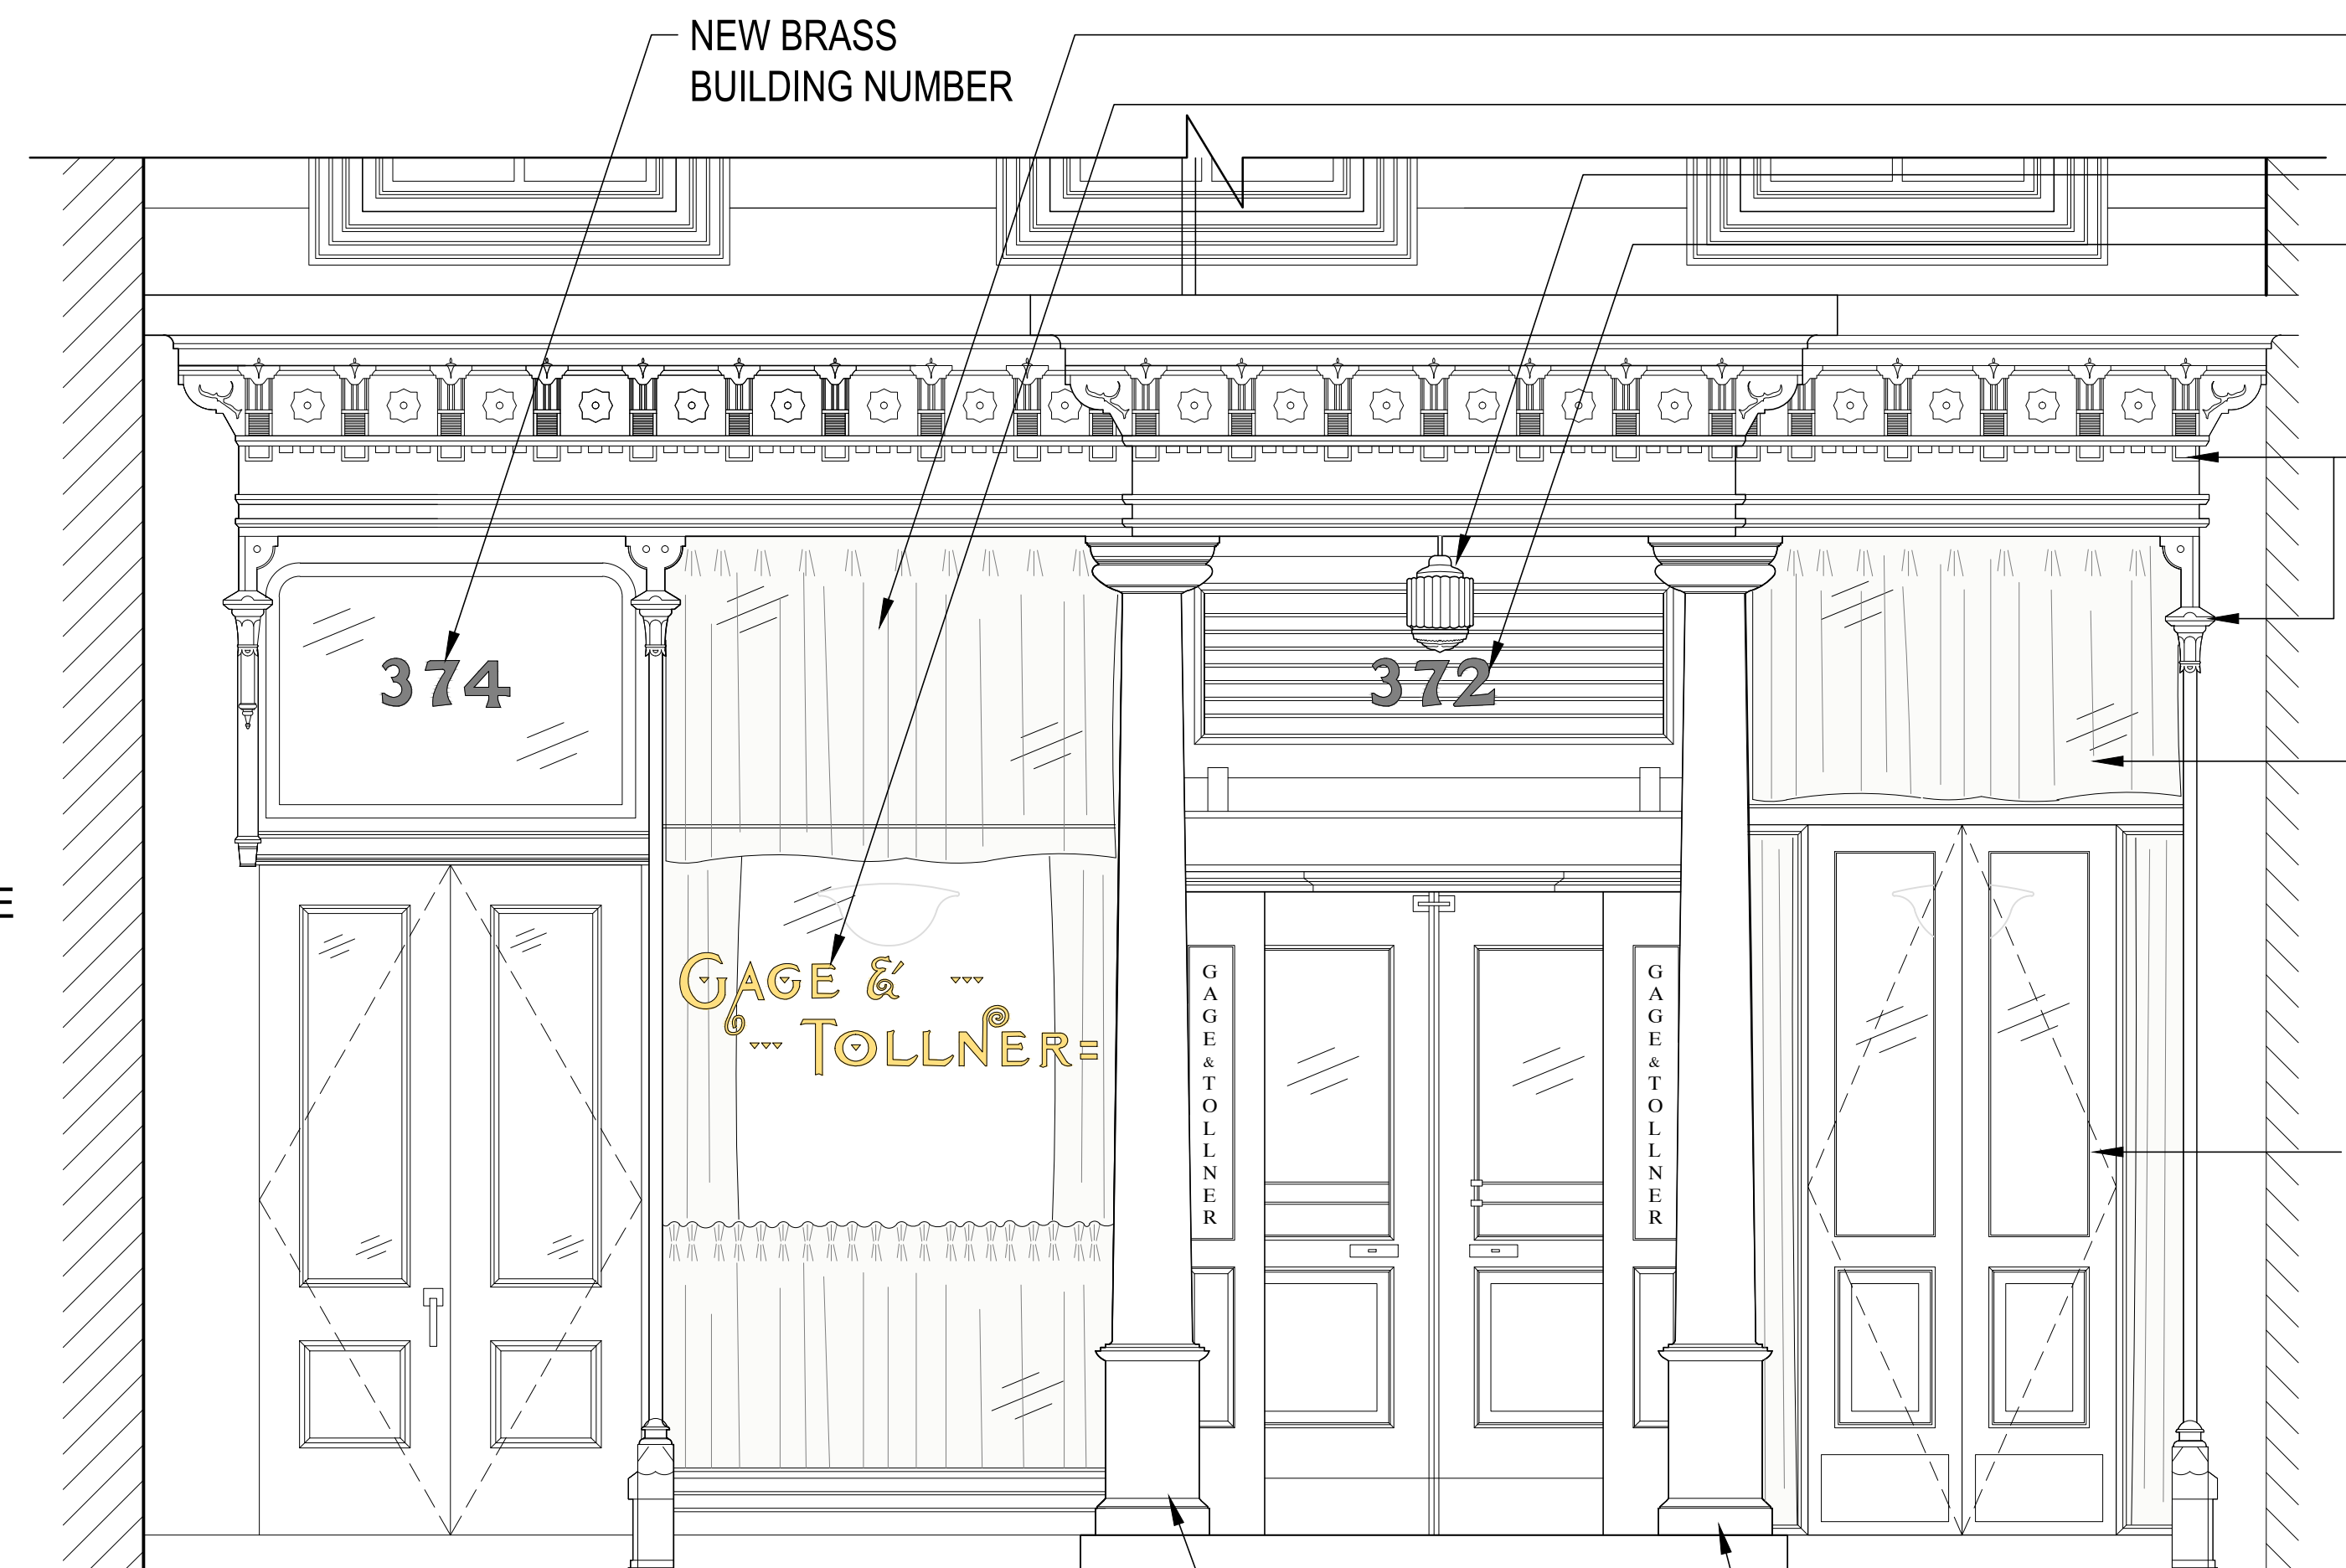 NEW BRASS
BUILDING NUMBER
374
372
E
GAGE &
TOLLNER
GAGE & TOLLNER
GAGE & TOLLNER